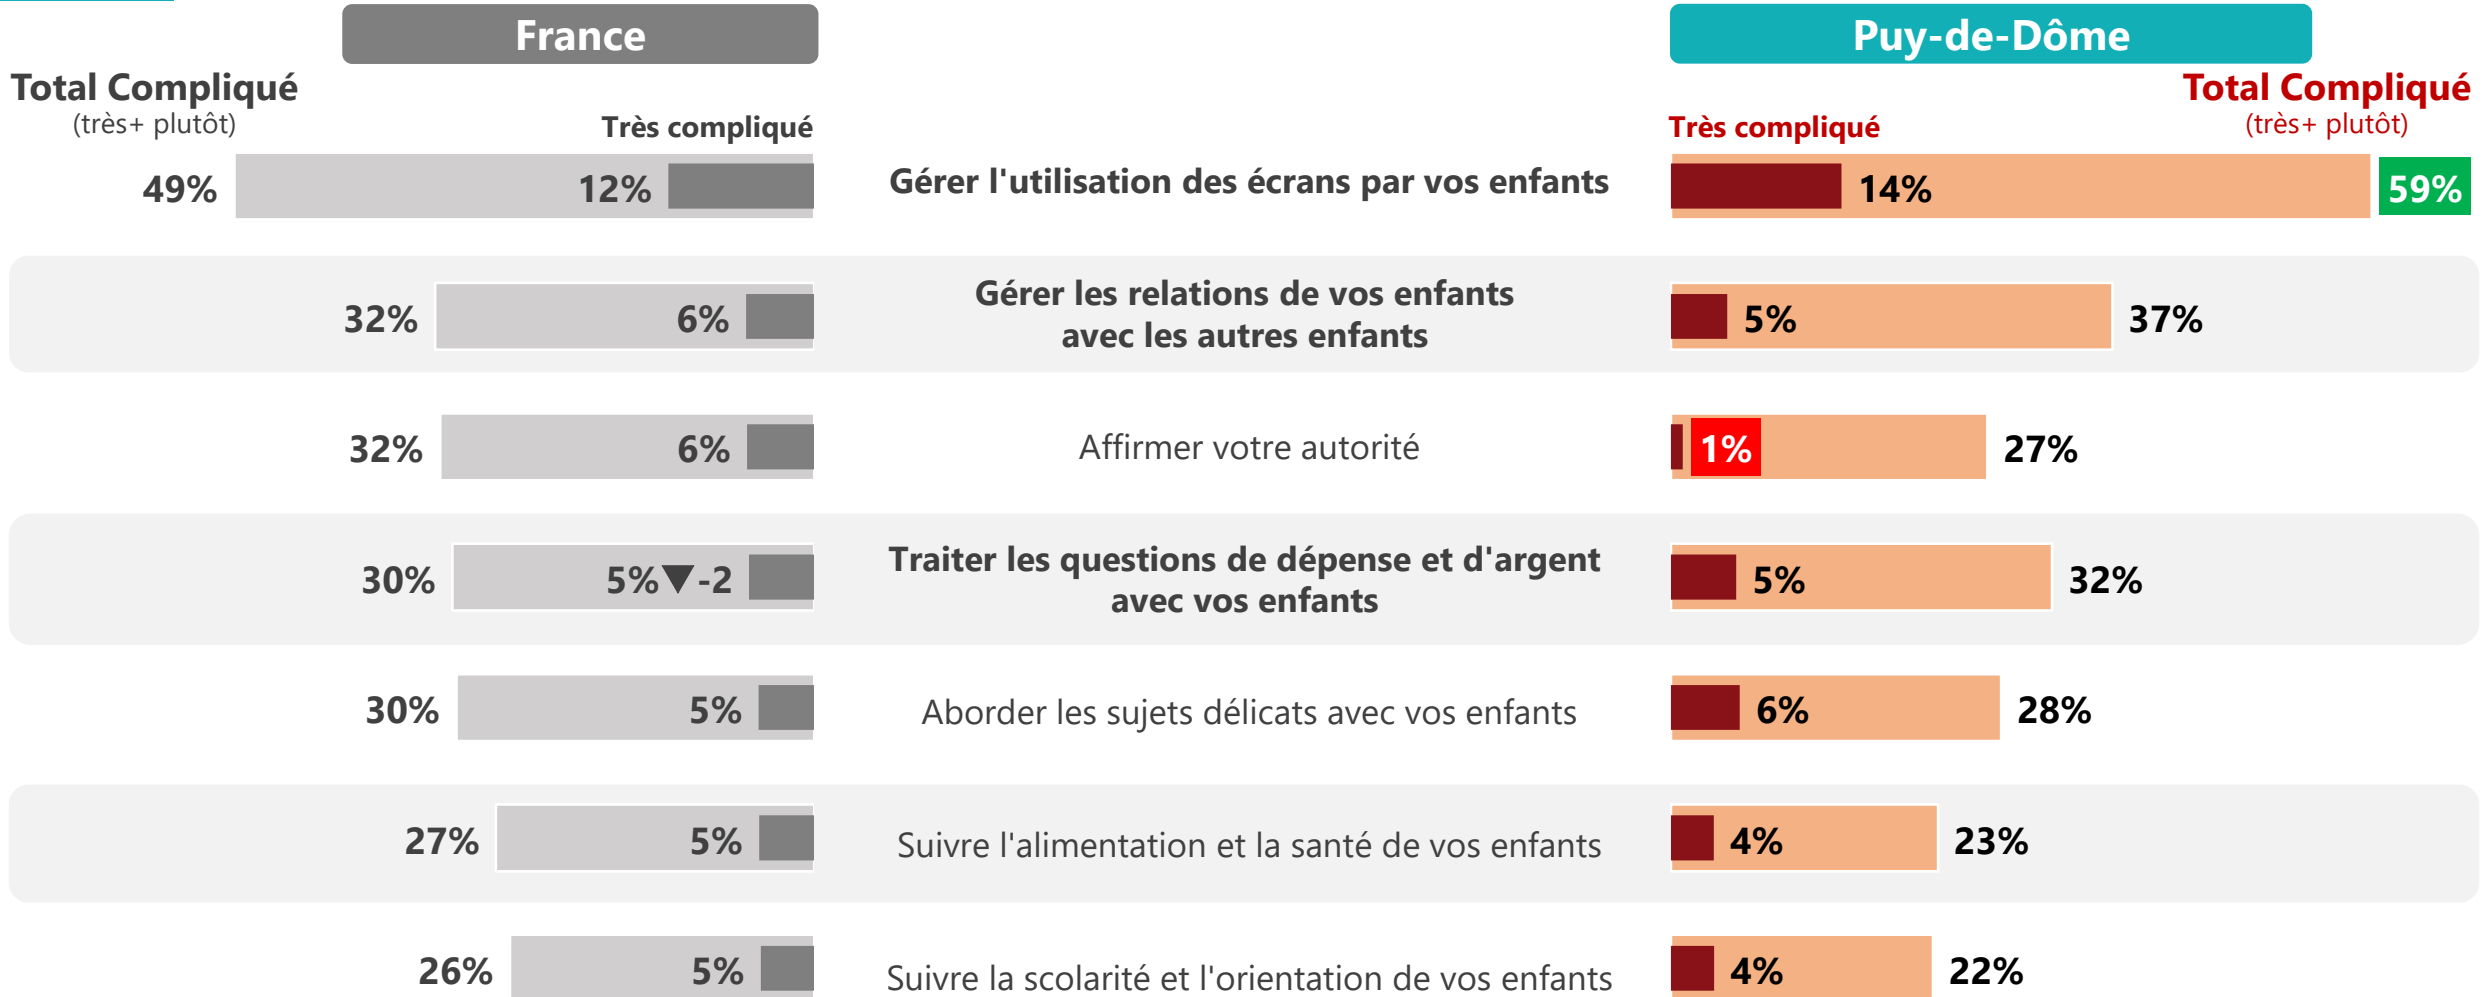 France
Puy-de-Dôme
Total Compliqué
(très+ plutôt)
Très compliqué
Très compliqué
Total Compliqué
(très+ plutôt)
49%
12%
Gérer l'utilisation des écrans par vos enfants
14%
59%
32%
6%
Gérer les relations de vos enfants
avec les autres enfants
5%
37%
32%
6%
Affirmer votre autorité
1%
27%
30%
5%▼-2
Traiter les questions de dépense et d'argent
avec vos enfants
5%
32%
30%
5%
Aborder les sujets délicats avec vos enfants
6%
28%
27%
5%
Suivre l'alimentation et la santé de vos enfants
4%
23%
26%
5%
Suivre la scolarité et l'orientation de vos enfants
4%
22%